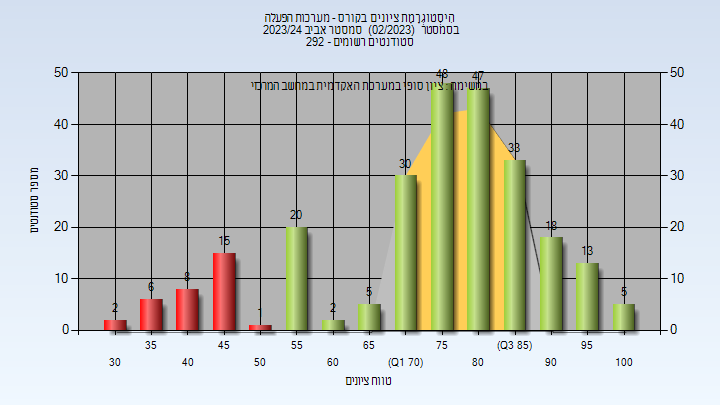 היסטוגרמת ציונים בקורס - מערכות הפעלה
בסמסטר (02/2023) סמסטר אביב 2023/24
סטודנטים רשומים - 292
במשימת : ציון סופי במערכת האקדמית במחשב המרכזי
מספר סטודנטים
50 50
40 40
30 30
20 20
10 10
0 0
2 6 8 15 1 20 2 5 30 48 47 33 18 13 5
35 45 55 65 75 (Q3 85) 95
30 40 50 60 (Q1 70) 80 90 100
טווח ציונים